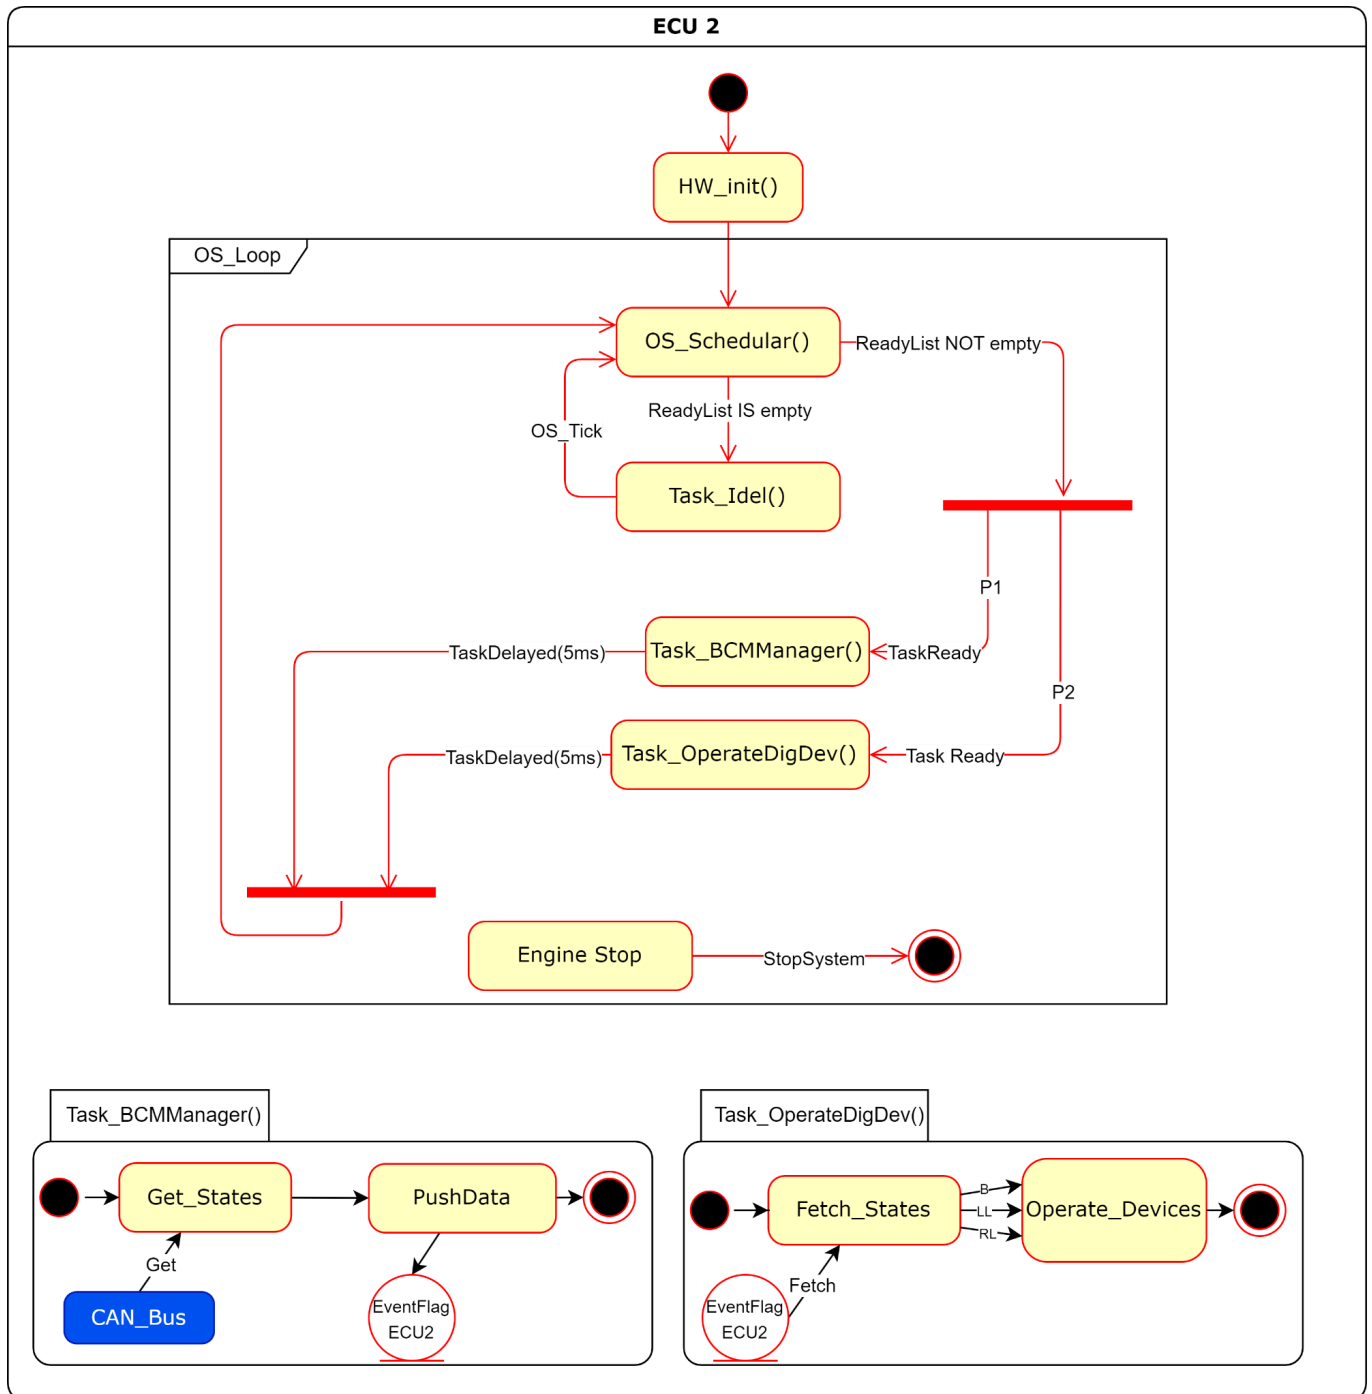 ECU 2
HW_init()
OS_Loop
OS_Schedular()
ReadyList NOT empty
ReadyList IS empty
OS_Tick
Task_Idel()
P1
TaskDelayed(5ms)
Task_BCMManager()
TaskReady
P2
TaskDelayed(5ms)
Task_OperateDigDev()
Task Ready
Engine Stop
StopSystem
Task_BCMManager()
Get_States
PushData
Get
CAN_Bus
EventFlag
ECU2
Task_OperateDigDev()
Fetch_States
B
LL
RL
Operate_Devices
Fetch
EventFlag
ECU2